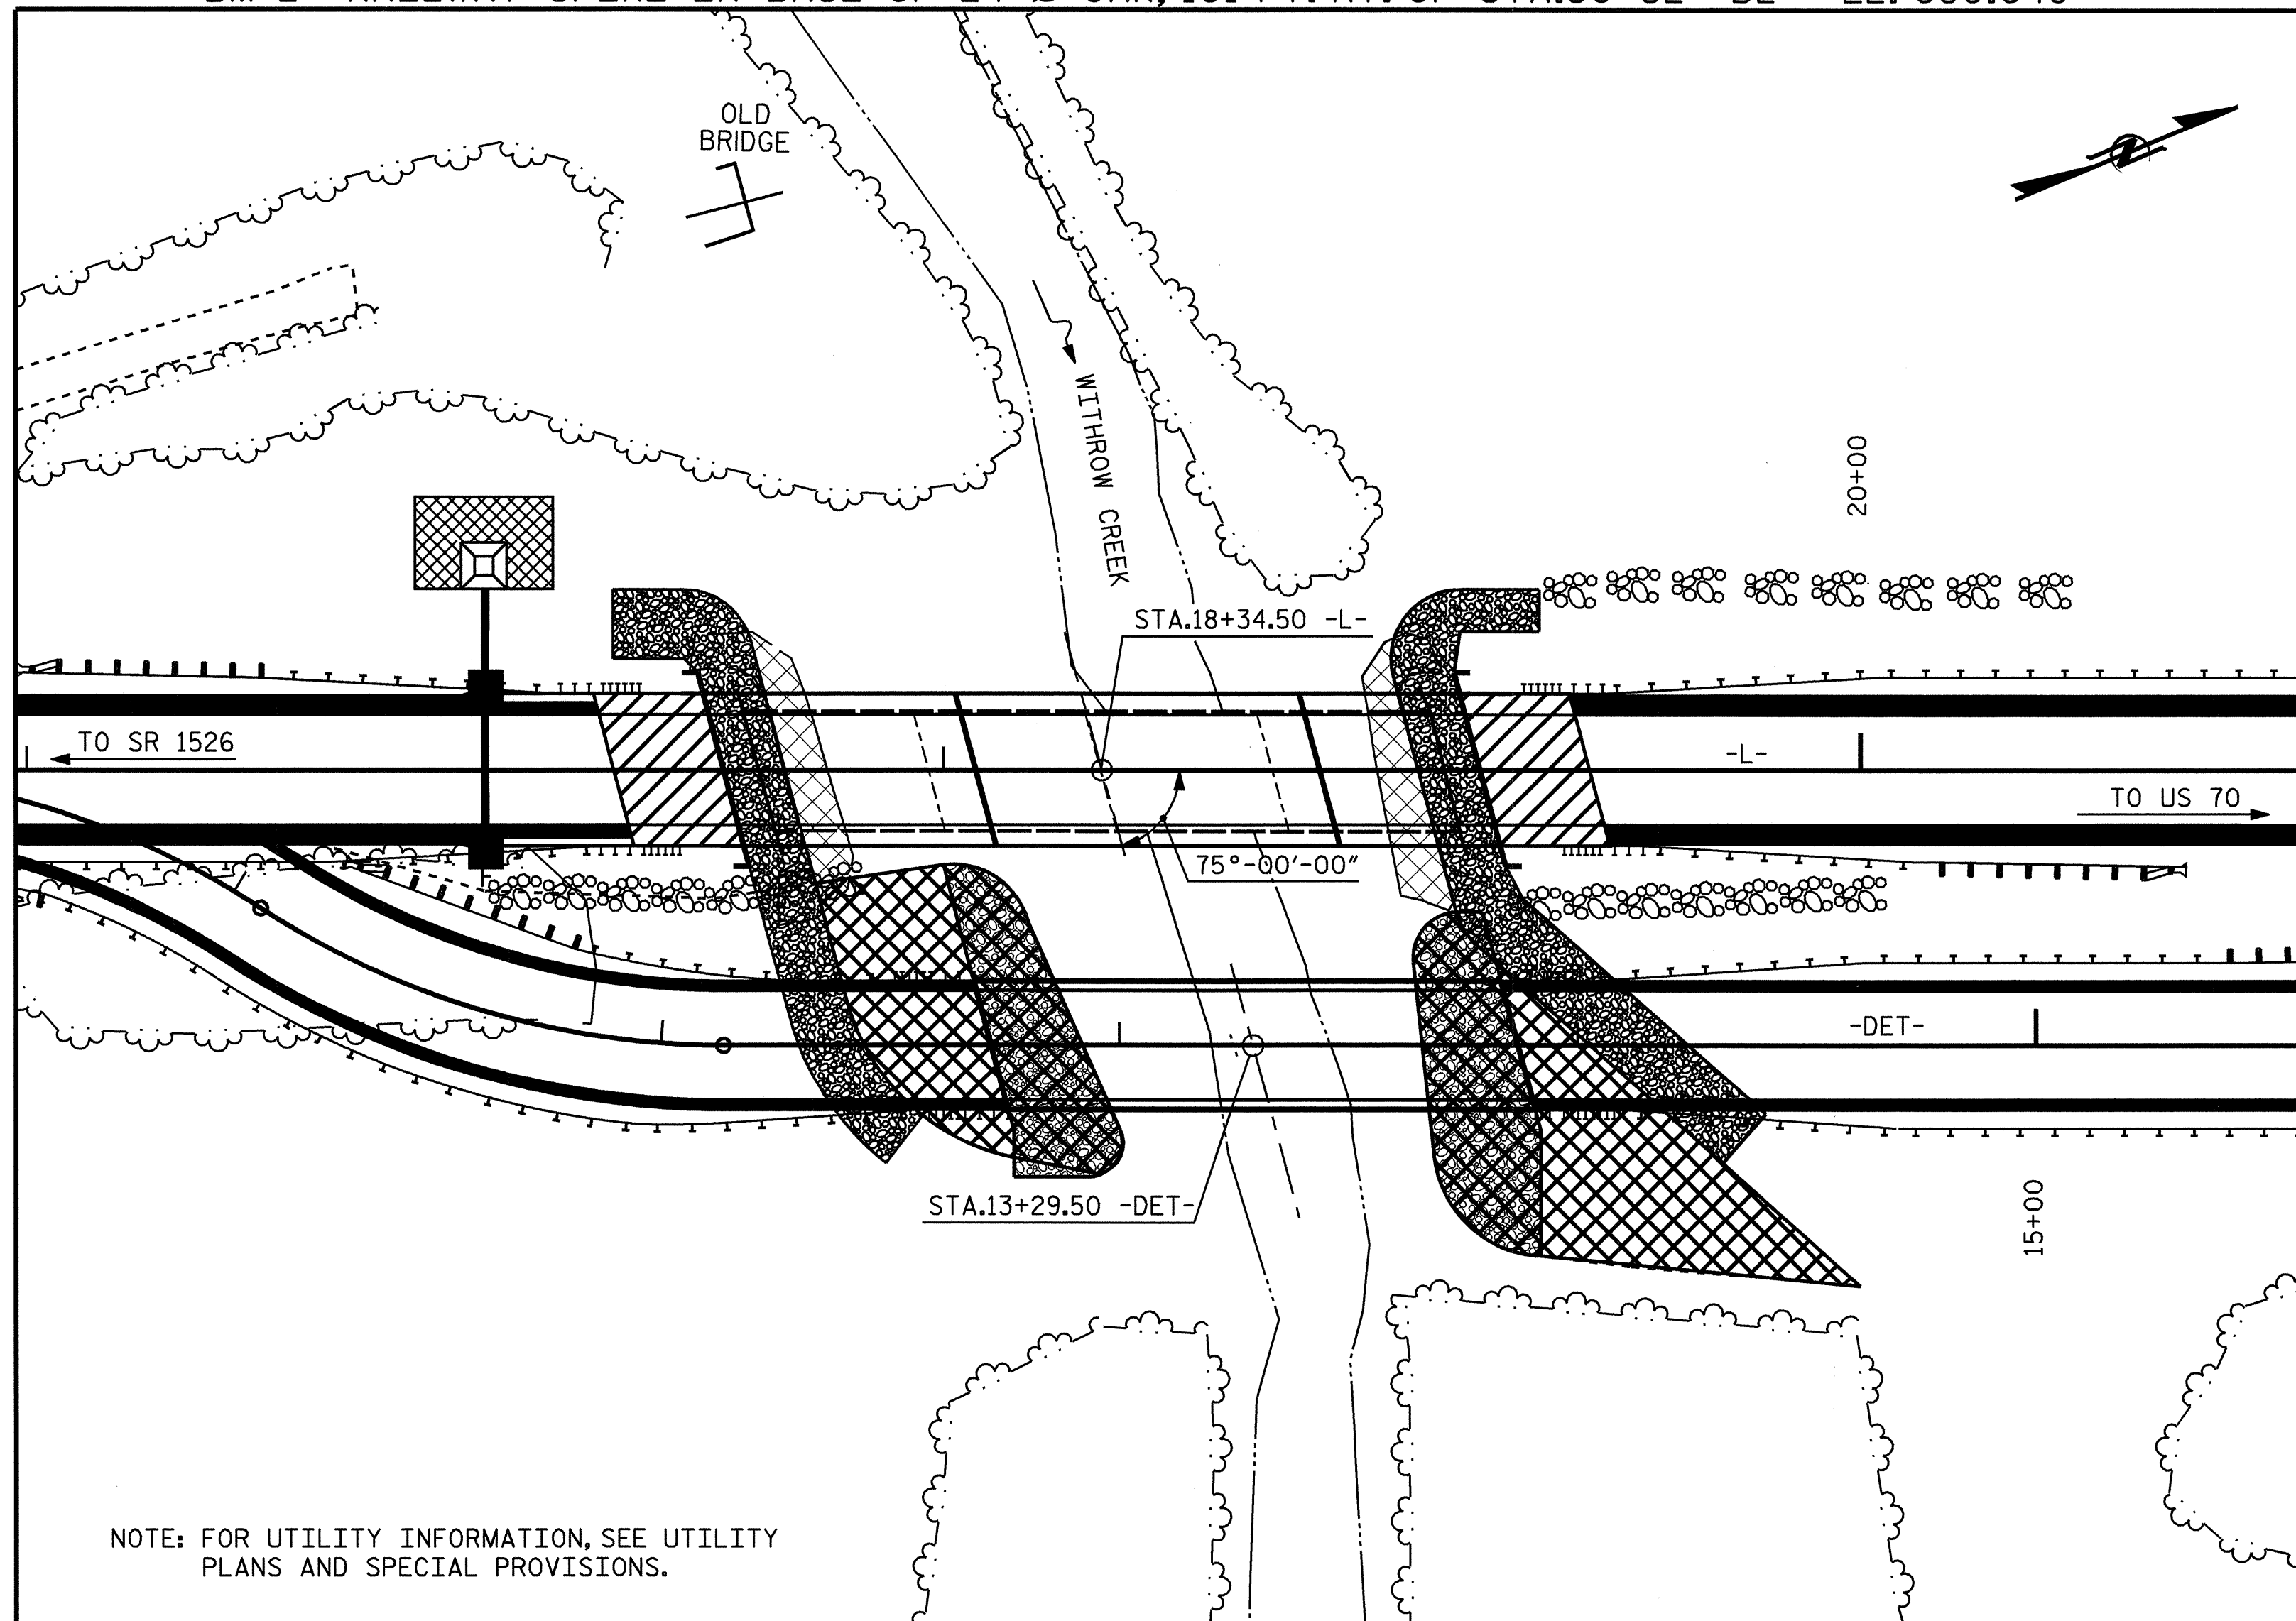 OLD
BRIDGE
N
WITHROW CREEK
20+00
STA.18+34.50 -L-
TO SR 1526
-L-
TO US 70
75°-00'-00"
-DET-
STA.13+29.50 -DET-
15+00
NOTE: FOR UTILITY INFORMATION, SEE UTILITY
PLANS AND SPECIAL PROVISIONS.